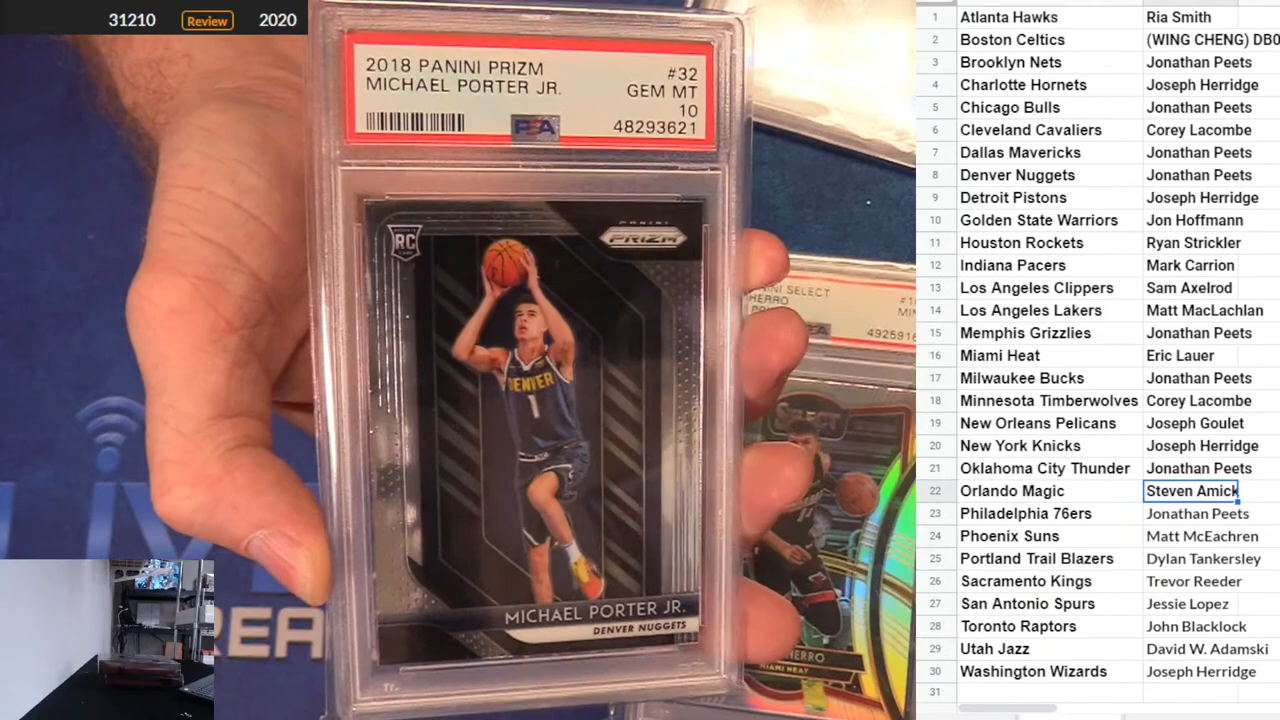 31210 Review 2020
2018 PANINI PRIZM #32
MICHAEL PORTER JR. GEM MT
10
PSA 48293621
RC
PANINI
PRIZM
DENVER
1
MICHAEL PORTER JR.
DENVER NUGGETS
SELECT
HERRO
MIAMI HEAT
LIVE
1 Atlanta Hawks Ria Smith
2 Boston Celtics (WING CHENG) DB0
3 Brooklyn Nets Jonathan Peets
4 Charlotte Hornets Joseph Herridge
5 Chicago Bulls Jonathan Peets
6 Cleveland Cavaliers Corey Lacombe
7 Dallas Mavericks Jonathan Peets
8 Denver Nuggets Jonathan Peets
9 Detroit Pistons Joseph Herridge
10 Golden State Warriors Jon Hoffmann
11 Houston Rockets Ryan Strickler
12 Indiana Pacers Mark Carrion
13 Los Angeles Clippers Sam Axelrod
14 Los Angeles Lakers Matt MacLachlan
15 Memphis Grizzlies Jonathan Peets
16 Miami Heat Eric Lauer
17 Milwaukee Bucks Jonathan Peets
18 Minnesota Timberwolves Corey Lacombe
19 New Orleans Pelicans Joseph Goulet
20 New York Knicks Joseph Herridge
21 Oklahoma City Thunder Jonathan Peets
22 Orlando Magic Steven Amick
23 Philadelphia 76ers Jonathan Peets
24 Phoenix Suns Matt McEachren
25 Portland Trail Blazers Dylan Tankersley
26 Sacramento Kings Trevor Reeder
27 San Antonio Spurs Jessie Lopez
28 Toronto Raptors John Blacklock
29 Utah Jazz David W. Adamski
30 Washington Wizards Joseph Herridge
31